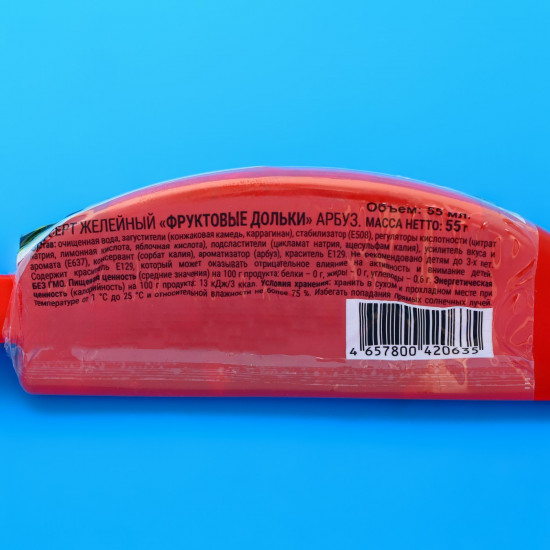 Объем: 55 мл.
ЕРТ ЖЕЛЕЙНЫЙ «ФРУКТОВЫЕ ДОЛЬКИ» АРБУЗ. МАССА НЕТТО: 55г
тав: очищенная вода, загустители (конжаковая камедь, каррагинан), стабилизатор (Е508), регуляторы кислотности (цитрат
натрия, лимонная кислота, яблочная кислота), подсластители (цикламат натрия, ацесульфам калия), усилитель вкуса и
аромата (Е637), консервант (сорбат калия), ароматизатор (арбуз), краситель Е129. Не рекомендовано детям до 3-х лет.
Содержит краситель Е129, который может оказывать отрицательное влияние на активность и внимание детей.
БЕЗ ГМО. Пищевая ценность (средние значения) на 100 г продукта: белки – 0 г, жиры – 0 г, углеводы – 0,6 г. Энергетическая
ценность (калорийность) на 100 г продукта: 13 кДж/3 ккал. Условия хранения: хранить в сухом и прохладном месте при
температуре от 1 °С до 25 °С и относительной влажности не более 75 %. Избегать попадания прямых солнечных лучей.
4 657800 420635